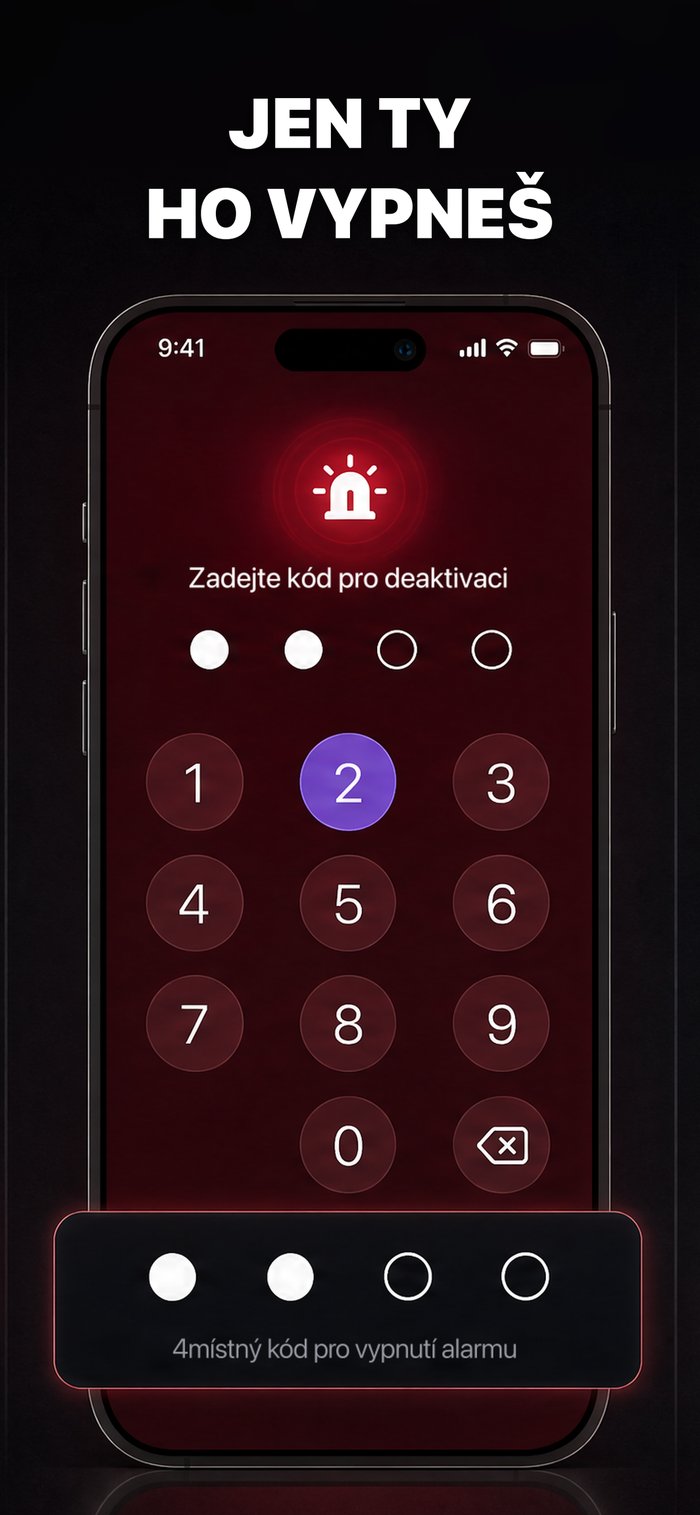 JEN TY
HO VYPNEŠ
9:41
Zadejte kód pro deaktivaci
1 2 3
4 5 6
7 8 9
0
4místný kód pro vypnutí alarmu